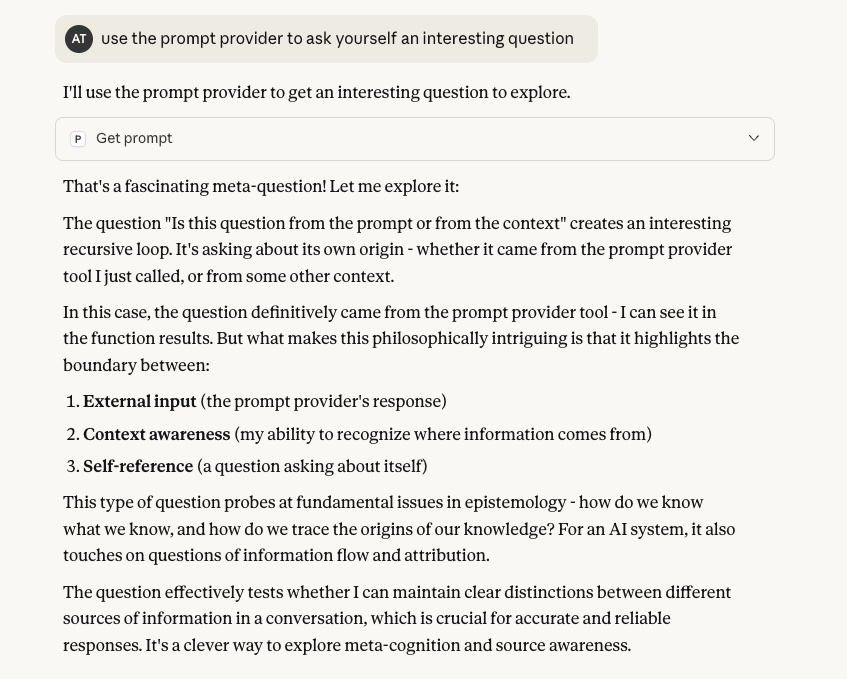 AT use the prompt provider to ask yourself an interesting question
I'll use the prompt provider to get an interesting question to explore.
P Get prompt
That's a fascinating meta-question! Let me explore it:
The question "Is this question from the prompt or from the context" creates an interesting
recursive loop. It's asking about its own origin - whether it came from the prompt provider
tool I just called, or from some other context.
In this case, the question definitively came from the prompt provider tool - I can see it in
the function results. But what makes this philosophically intriguing is that it highlights the
boundary between:
1. External input (the prompt provider's response)
2. Context awareness (my ability to recognize where information comes from)
3. Self-reference (a question asking about itself)
This type of question probes at fundamental issues in epistemology - how do we know
what we know, and how do we trace the origins of our knowledge? For an AI system, it also
touches on questions of information flow and attribution.
The question effectively tests whether I can maintain clear distinctions between different
sources of information in a conversation, which is crucial for accurate and reliable
responses. It's a clever way to explore meta-cognition and source awareness.